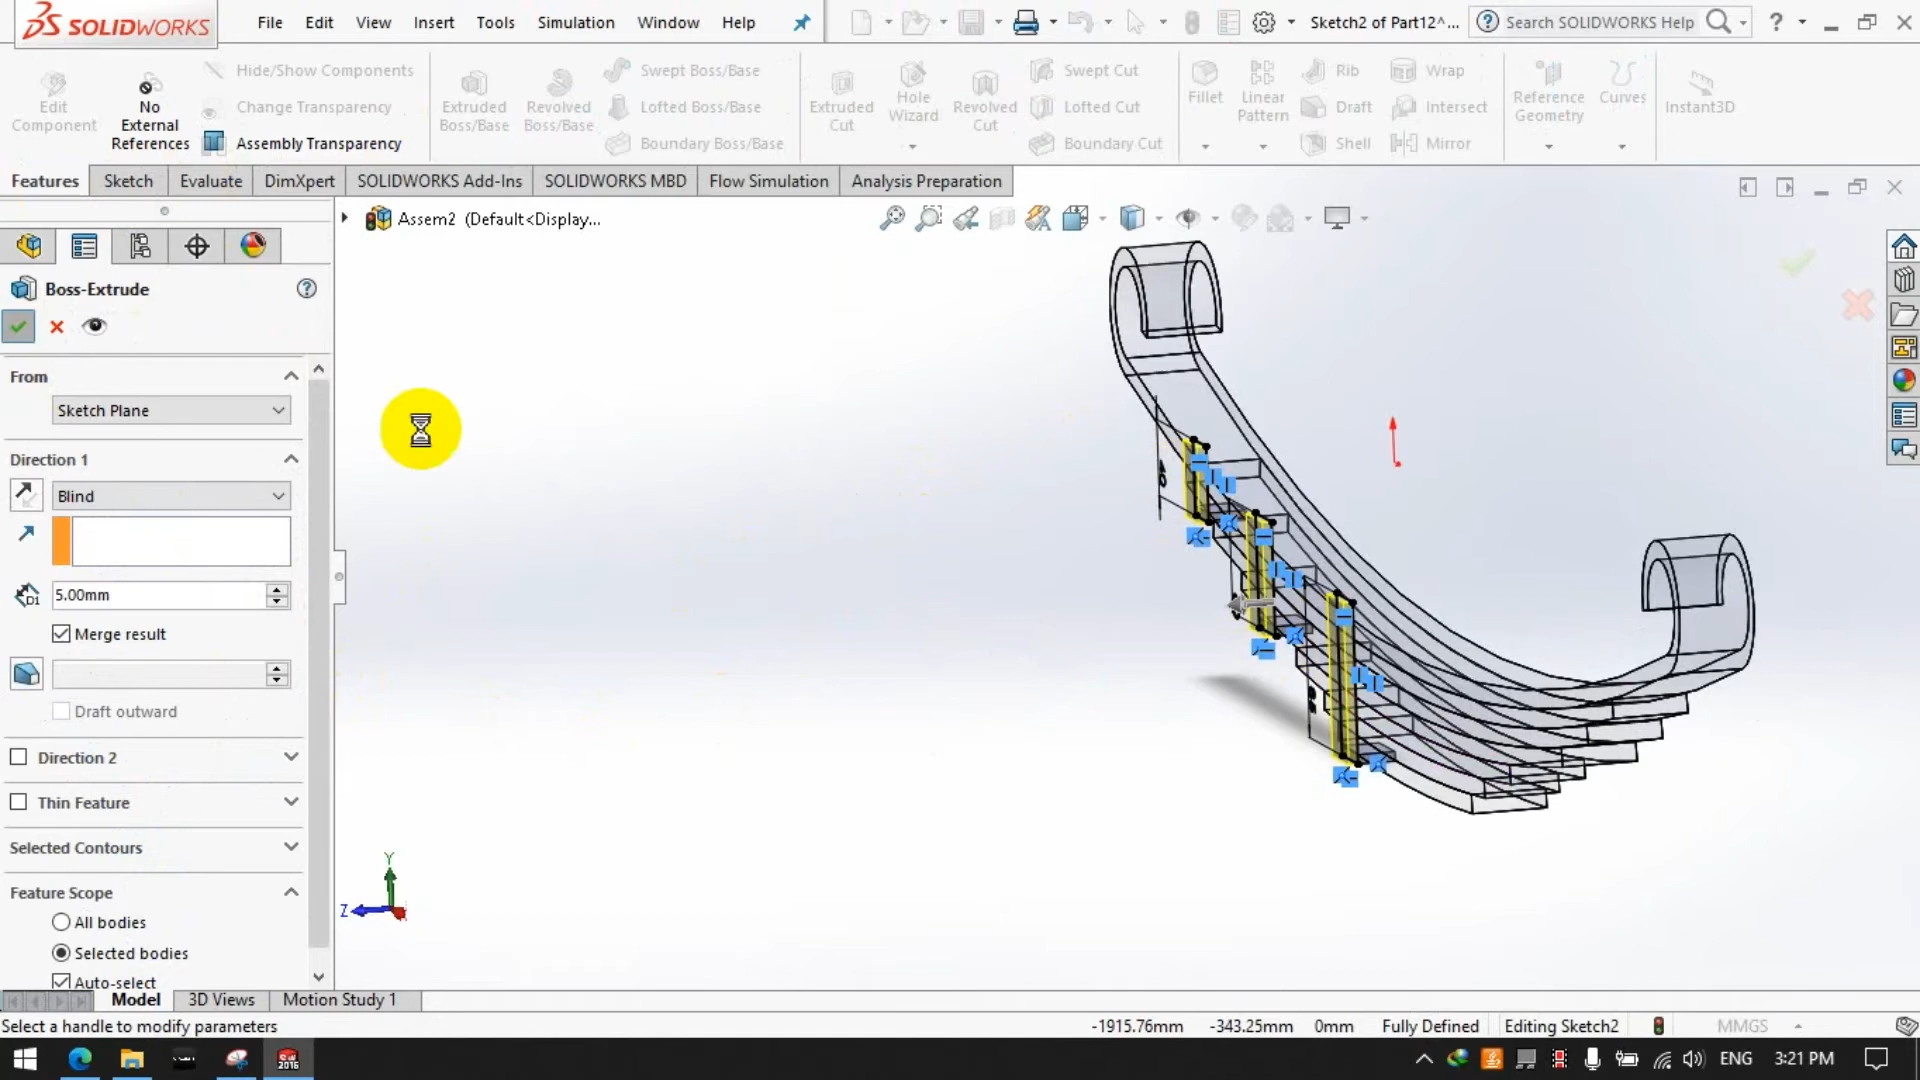 SOLIDWORKS
File Edit View Insert Tools Simulation Window Help
Sketch2 of Part12^...
Search SOLIDWORKS Help
?
Edit Component
No External References
Hide/Show Components
Change Transparency
Assembly Transparency
Extruded Boss/Base
Revolved Boss/Base
Swept Boss/Base
Lofted Boss/Base
Boundary Boss/Base
Extruded Cut
Hole Wizard
Revolved Cut
Swept Cut
Lofted Cut
Boundary Cut
Fillet
Linear Pattern
Rib
Draft
Shell
Wrap
Intersect
Mirror
Reference Geometry
Curves
Instant3D
Features Sketch Evaluate DimXpert SOLIDWORKS Add-Ins SOLIDWORKS MBD Flow Simulation Analysis Preparation
Assem2 (Default<Display...
Boss-Extrude
From
Sketch Plane
Direction 1
Blind
D1
5.00mm
Merge result
Draft outward
Direction 2
Thin Feature
Selected Contours
Feature Scope
All bodies
Selected bodies
Auto-select
Y
Z
Model 3D Views Motion Study 1
Select a handle to modify parameters
-1915.76mm -343.25mm 0mm Fully Defined Editing Sketch2 MMGS
SW 2016
ENG 3:21 PM